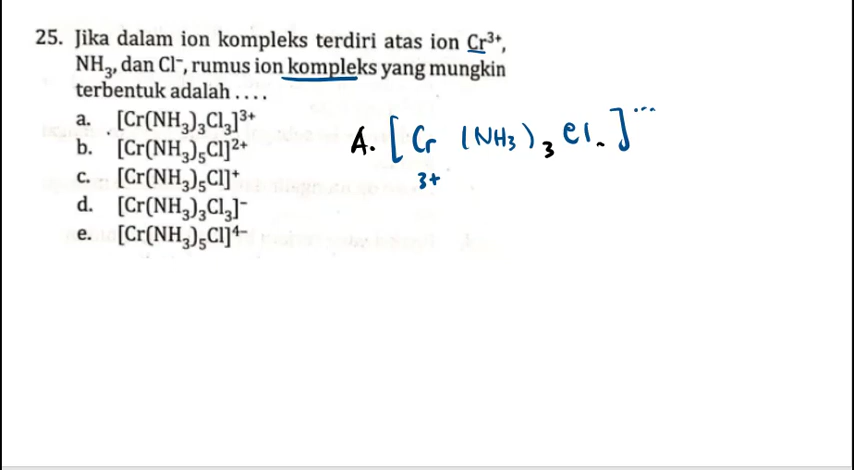 25. Jika dalam ion kompleks terdiri atas ion Cr³⁺,
NH₃, dan Cl⁻, rumus ion kompleks yang mungkin
terbentuk adalah ....
a. [Cr(NH₃)₃Cl₃]³⁺
b. [Cr(NH₃)₅Cl]²⁺
c. [Cr(NH₃)₅Cl]⁺
d. [Cr(NH₃)₃Cl₃]⁻
e. [Cr(NH₃)₅Cl]⁴⁻
A. [Cr (NH₃)₃ Cl.]...
3+